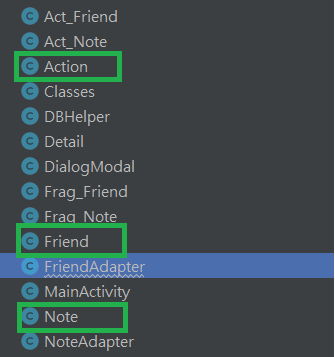 Act_Friend
Act_Note
Action
Classes
DBHelper
Detail
DialogModal
Frag_Friend
Frag_Note
Friend
FriendAdapter
MainActivity
Note
NoteAdapter